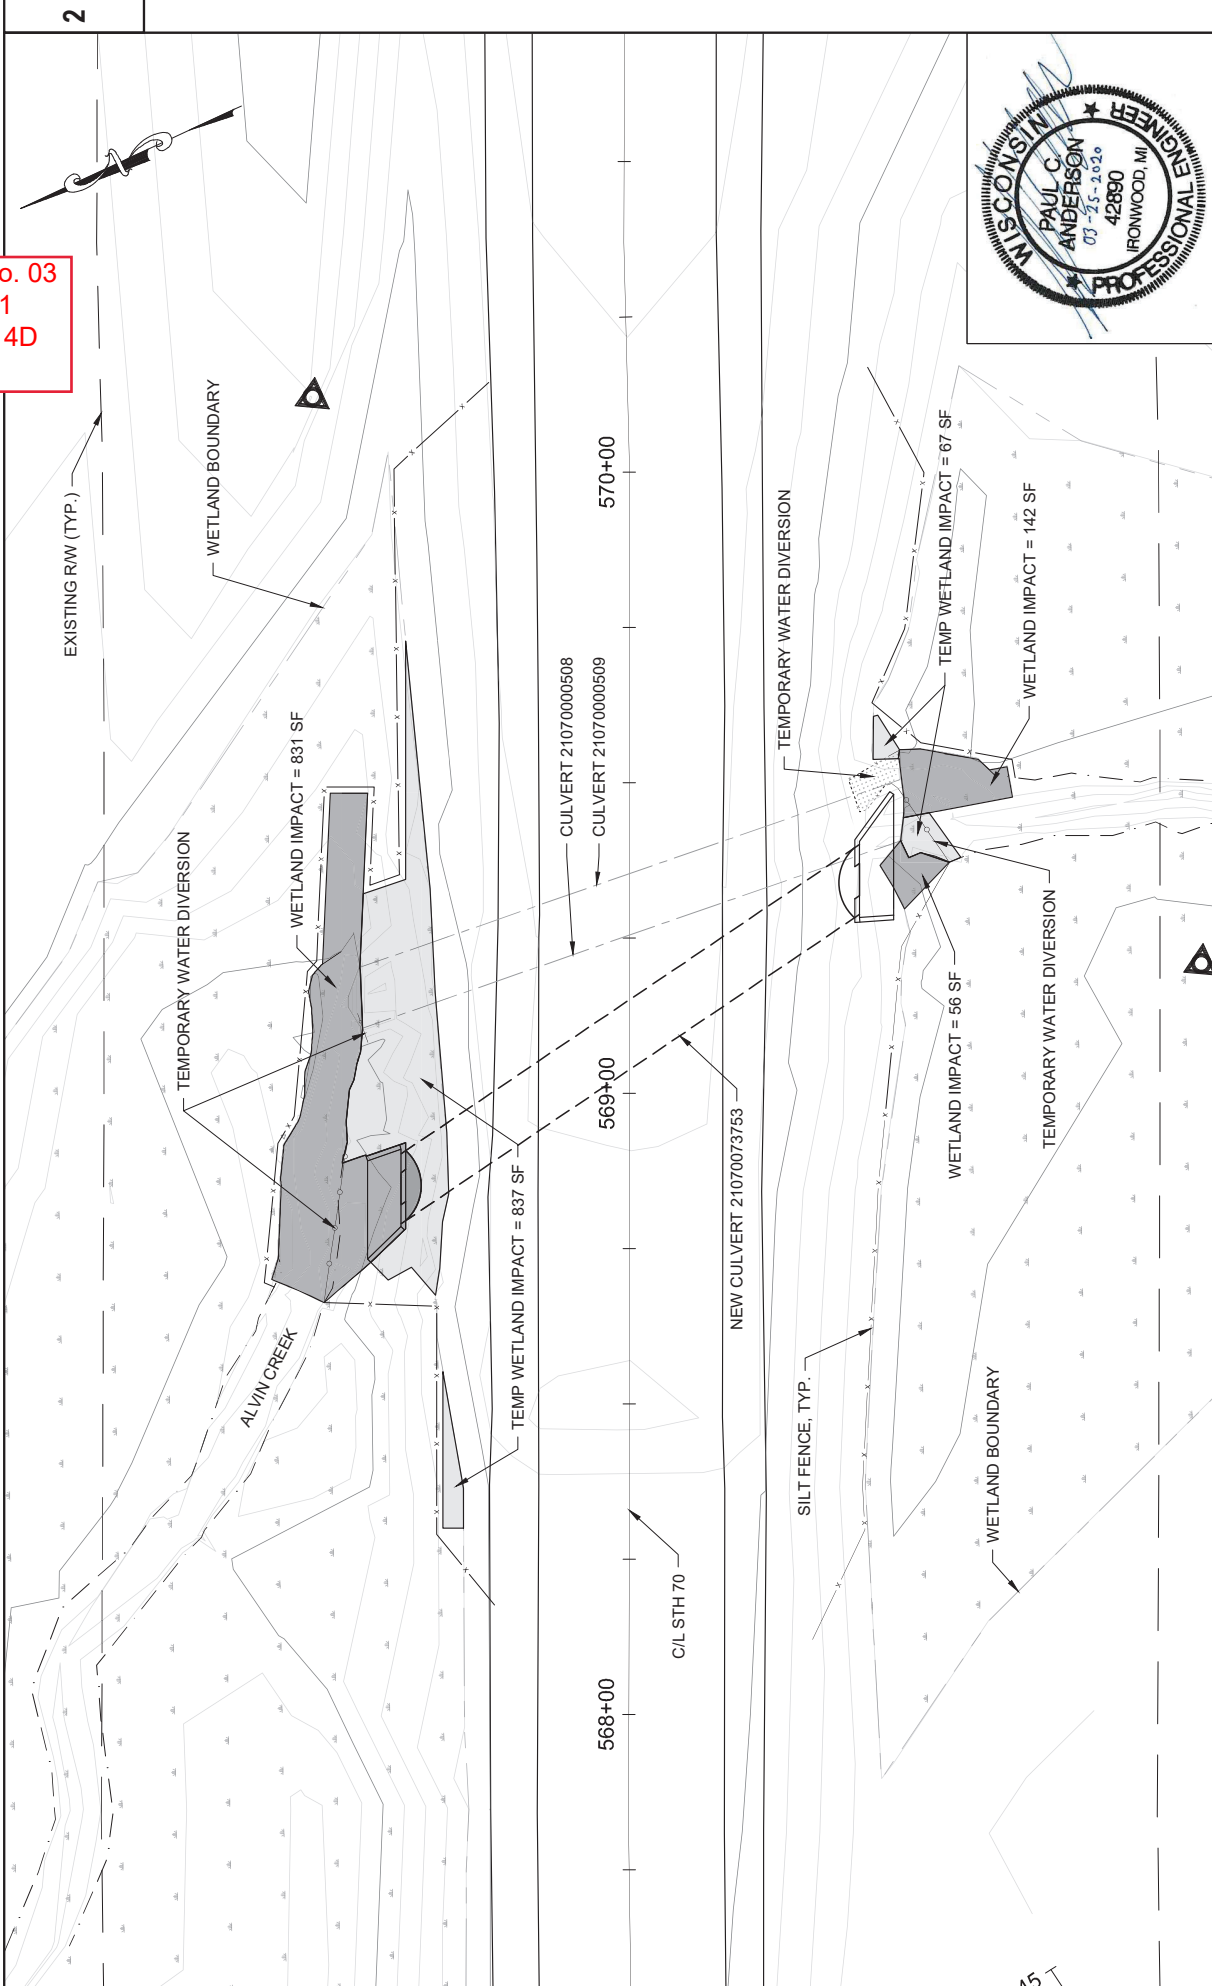 2
o. 03
1
4D
EXISTING R/W (TYP.)
WETLAND BOUNDARY
TEMPORARY WATER DIVERSION
WETLAND IMPACT = 831 SF
ALVIN CREEK
TEMP WETLAND IMPACT = 837 SF
CULVERT 21070000508
CULVERT 21070000509
570+00
569+00
568+00
C/L STH 70
NEW CULVERT 21070073753
TEMPORARY WATER DIVERSION
SILT FENCE, TYP.
TEMP WETLAND IMPACT = 67 SF
WETLAND IMPACT = 56 SF
WETLAND BOUNDARY
WETLAND IMPACT = 142 SF
TEMPORARY WATER DIVERSION
WISCONSIN
PAUL C.
ANDERSON
03-25-2020
42890
IRONWOOD, MI
PROFESSIONAL ENGINEER
45